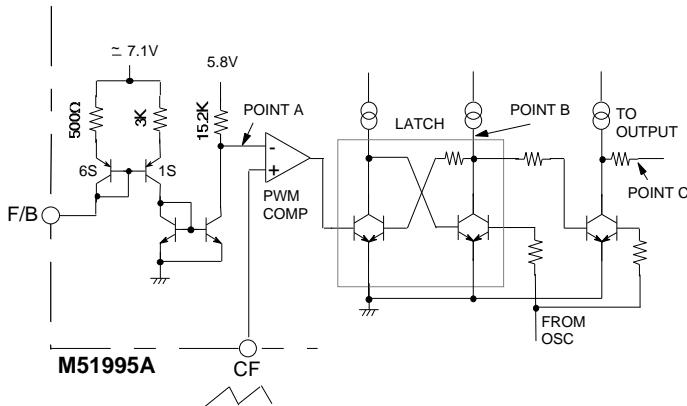 ≃ 7.1V
5.8V
500Ω
3K
15.2K
POINT A
LATCH
POINT B
TO
OUTPUT
6S
1S
-
+
PWM
COMP
POINT C
F/B
FROM
OSC
M51995A
CF